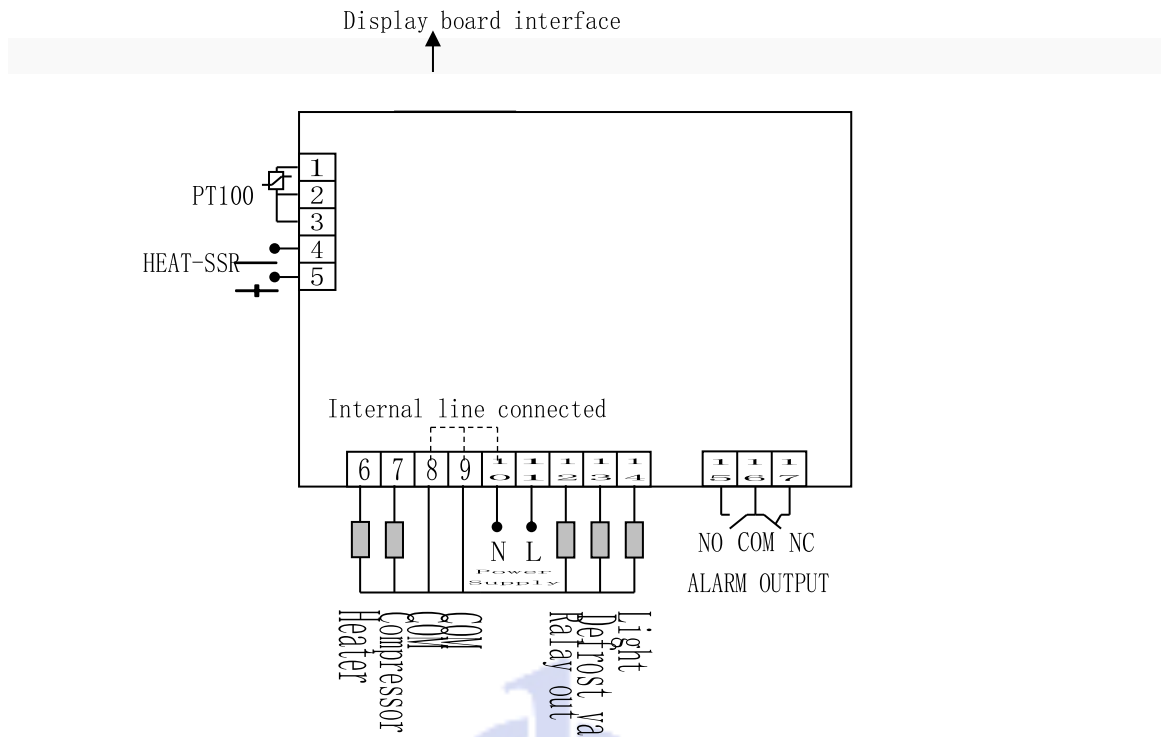 Display board interface
PT100
HEAT-SSR
1
2
3
4
5
Internal line connected
6 7 8 9 10 11 12 13 14
15 16 17
N L
Power
Supply
NO COM NC
ALARM OUTPUT
Heater
Compressor
COM
COM
Ralay out
Defrost va
Light